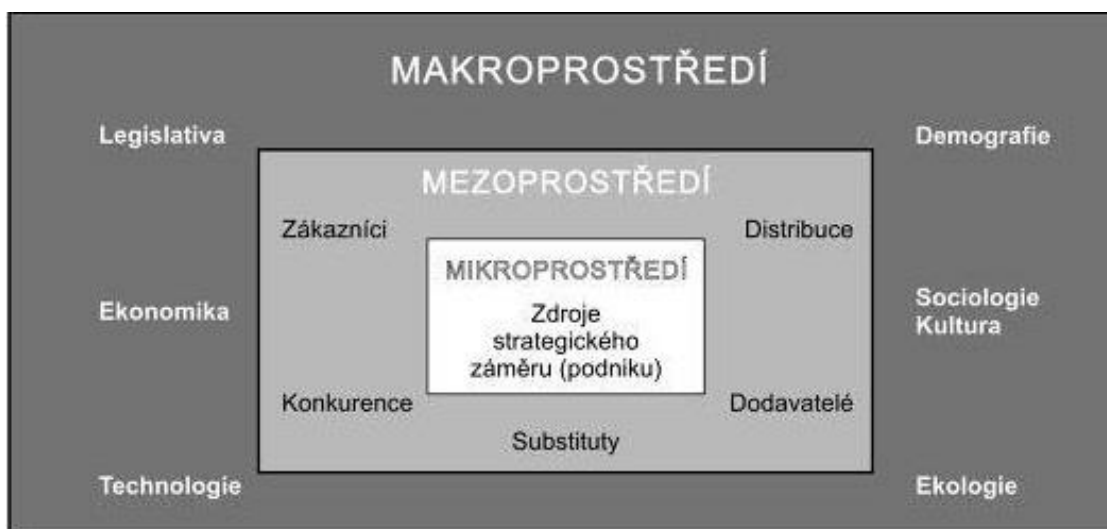 MAKROPROSTŘEDÍ
Legislativa
Demografie
MEZOPROSTŘEDÍ
Zákazníci
Distribuce
MIKROPROSTŘEDÍ
Zdroje
strategického
záměru (podniku)
Ekonomika
Sociologie
Kultura
Konkurence
Dodavatelé
Substituty
Technologie
Ekologie